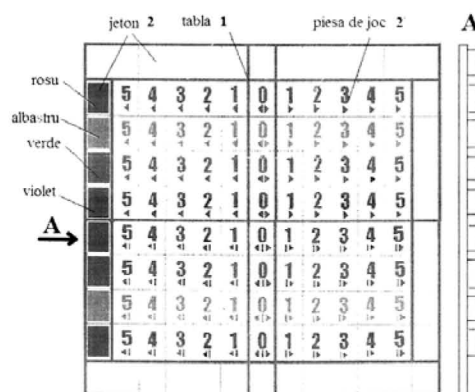 jeton 2 tabla 1 piesa de joc 2 A
rosu 5 4 3 2 1 0 1 2 3 4 5
albastru 5 4 3 2 1 0 1 2 3 4 5
verde 5 4 3 2 1 0 1 2 3 4 5
violet 5 4 3 2 1 0 1 2 3 4 5
A 5 4 3 2 1 0 1 2 3 4 5
5 4 3 2 1 0 1 2 3 4 5
5 4 3 2 1 0 1 2 3 4 5
5 4 3 2 1 0 1 2 3 4 5